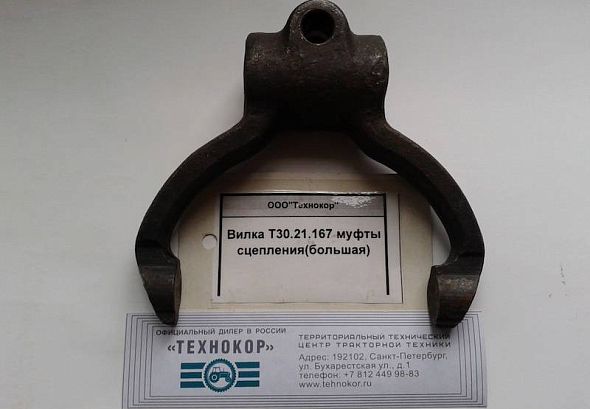 ООО"Технокор"
Вилка Т30.21.167 муфты
сцепления(большая)
ОФИЦИАЛЬНЫЙ ДИЛЕР В РОССИИ
«ТЕХНОКОР»
ТЕРРИТОРИАЛЬНЫЙ ТЕХНИЧЕСКИЙ
ЦЕНТР ТРАКТОРНОЙ ТЕХНИКИ
Адрес: 192102, Санкт-Петербург,
ул. Бухарестская ул., д.1
телефон: +7 812 449 98-83
www.tehnokor.ru